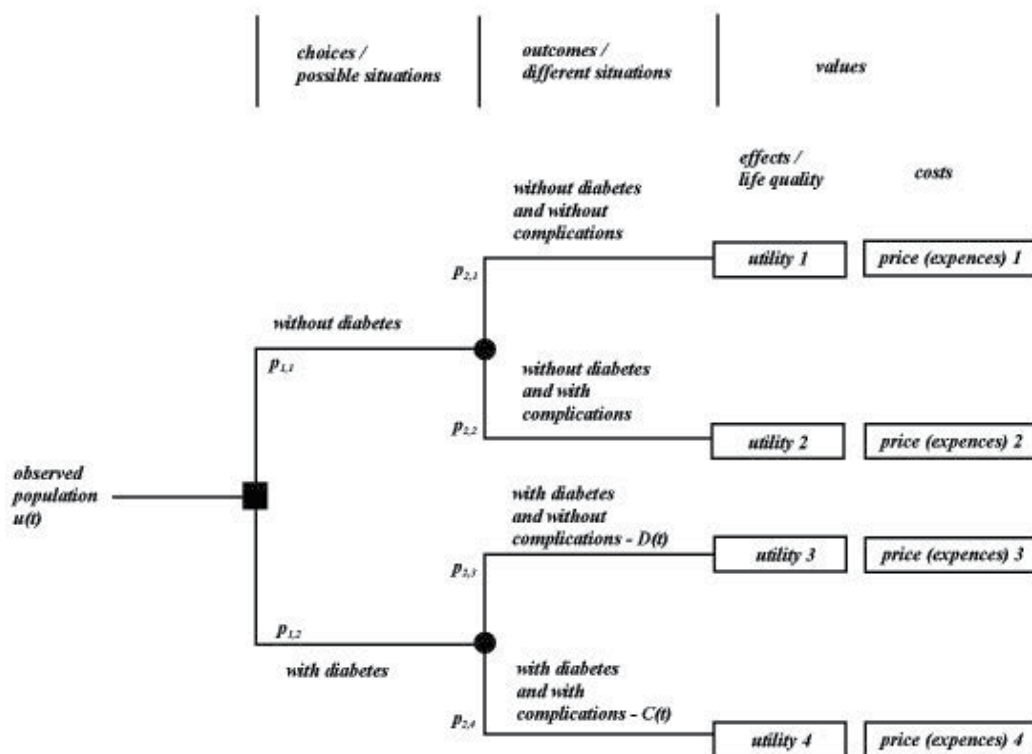 choices /
possible situations
outcomes /
different situations
values
effects /
life quality
costs
without diabetes
and without
complications
utility 1
price (expences) 1
p2,1
without diabetes
p1,1
without diabetes
and with
complications
p2,2
utility 2
price (expences) 2
observed
population
u(t)
with diabetes
and without
complications - D(t)
utility 3
price (expences) 3
p2,3
p1,2
with diabetes
with diabetes
and with
complications - C(t)
p2,4
utility 4
price (expences) 4